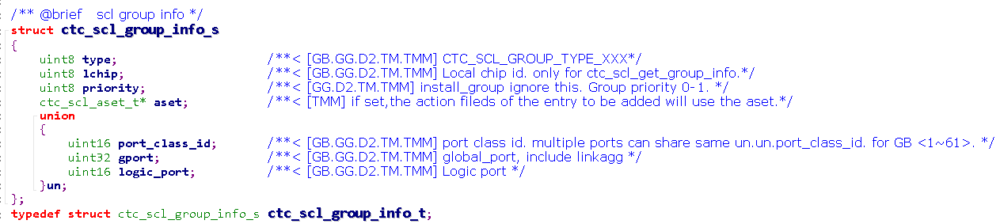 /** @brief   scl group info */
struct ctc_scl_group_info_s
{
    uint8 type;                          /**< [GB.GG.D2.TM.TMM] CTC_SCL_GROUP_TYPE_XXX*/
    uint8 lchip;                         /**< [GB.GG.D2.TM.TMM] Local chip id. only for ctc_scl_get_group_info.*/
    uint8 priority;                      /**< [GG.D2.TM.TMM] install_group ignore this. Group priority 0-1. */
    ctc_scl_aset_t* aset;                /**< [TMM] if set,the action fileds of the entry to be added will use the aset.*/
    union
    {
        uint16 port_class_id;            /**< [GB.GG.D2.TM.TMM] port class id. multiple ports can share same un.un.port_class_id. for GB <1~61>. */
        uint32 gport;                    /**< [GB.GG.D2.TM.TMM] global_port, include linkagg */
        uint16 logic_port;               /**< [GB.GG.D2.TM.TMM] Logic port */
    }un;
};
typedef struct ctc_scl_group_info_s ctc_scl_group_info_t;